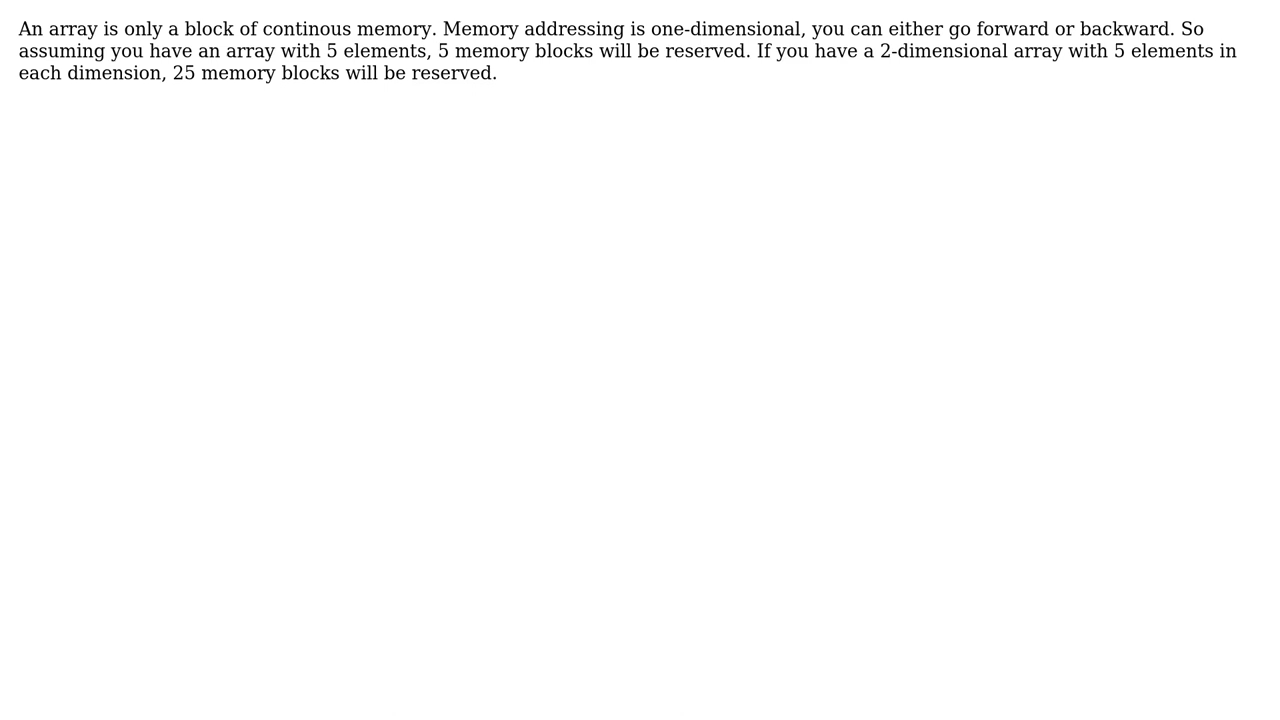 An array is only a block of continous memory. Memory addressing is one-dimensional, you can either go forward or backward. So
assuming you have an array with 5 elements, 5 memory blocks will be reserved. If you have a 2-dimensional array with 5 elements in
each dimension, 25 memory blocks will be reserved.